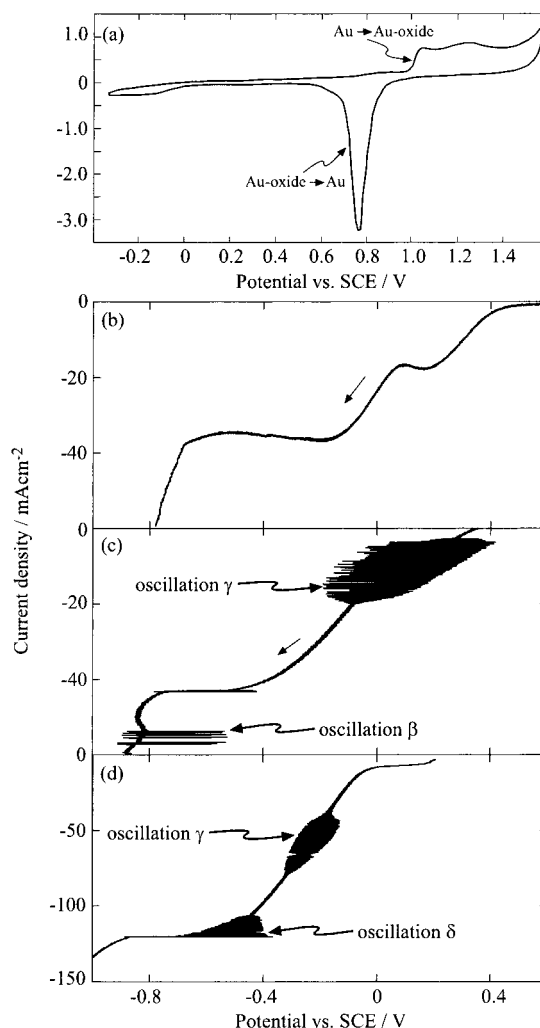 (a)
Au → Au-oxide
1.0
0
-1.0
-2.0
-3.0
Au-oxide → Au
-0.2 0 0.2 0.4 0.6 0.8 1.0 1.2 1.4
Potential vs. SCE / V
(b)
0
-20
-40
Current density / mAcm⁻²
(c)
0
oscillation γ
-20
-40
oscillation β
(d)
0
oscillation γ
-50
-100
oscillation δ
-150
-0.8 -0.4 0 0.4
Potential vs. SCE / V